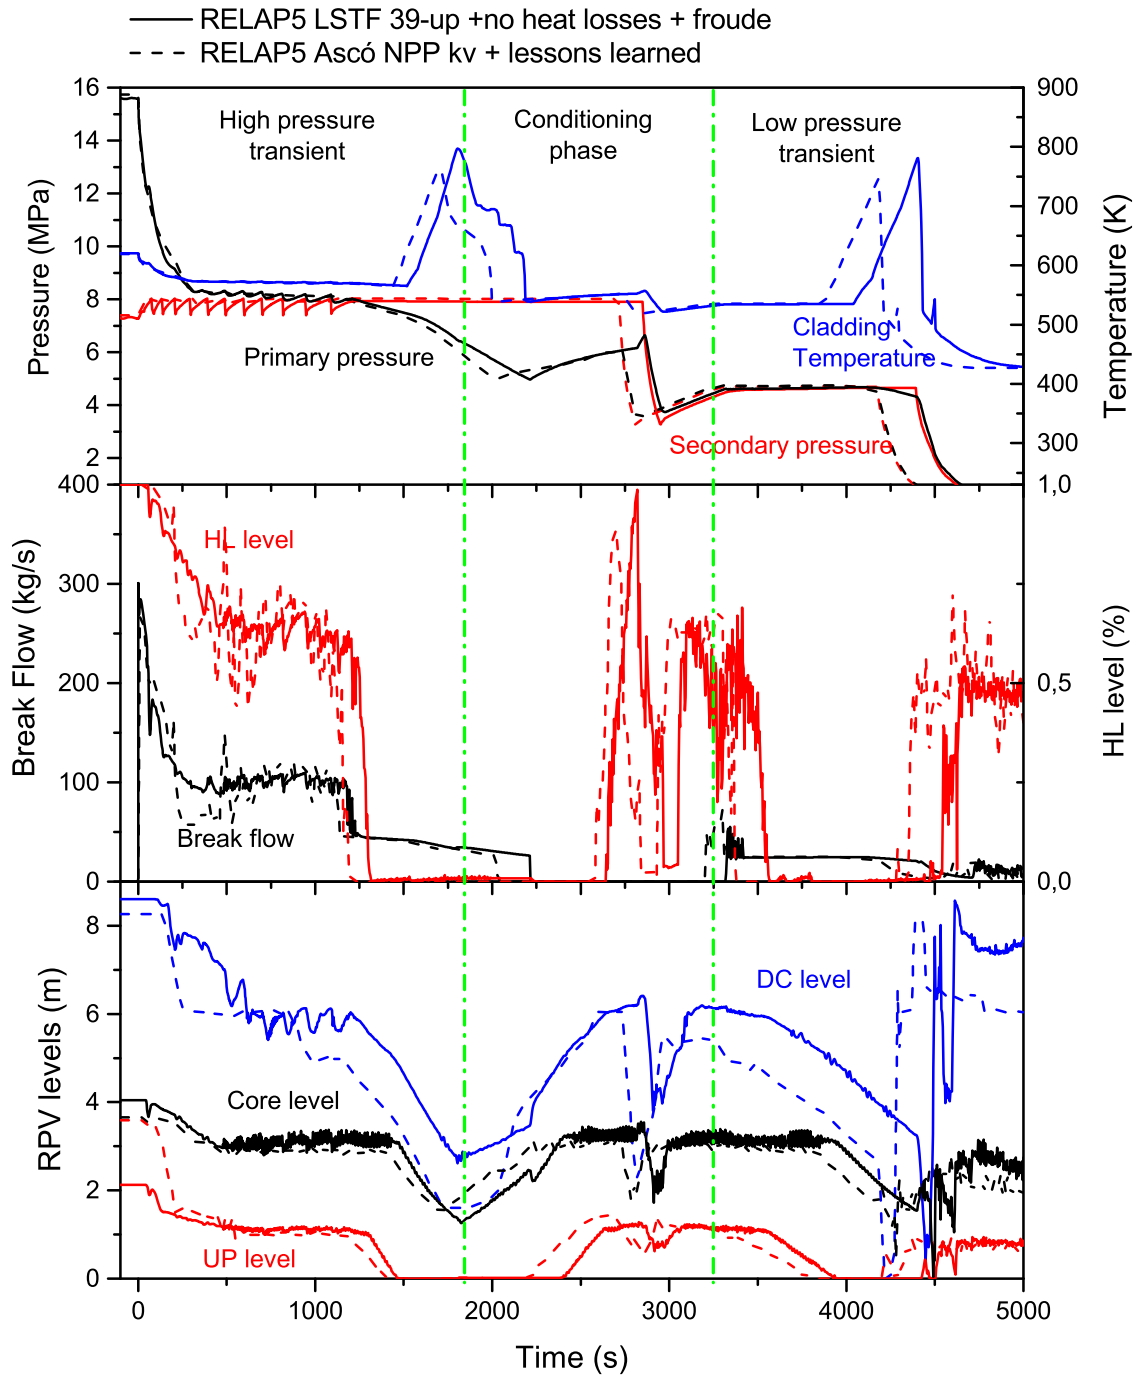 RELAP5 LSTF 39-up +no heat losses + froude
RELAP5 Ascó NPP kv + lessons learned
16
14
12
10
8
6
4
2
Pressure (MPa)
900
800
700
600
500
400
300
Temperature (K)
High pressure
transient
Conditioning
phase
Low pressure
transient
Primary pressure
Cladding
Temperature
Secondary pressure
400
300
200
100
0
Break Flow (kg/s)
1,0
0,5
0,0
HL level (%)
HL level
Break flow
8
6
4
2
0
RPV levels (m)
DC level
Core level
UP level
0
1000
2000
3000
4000
5000
Time (s)